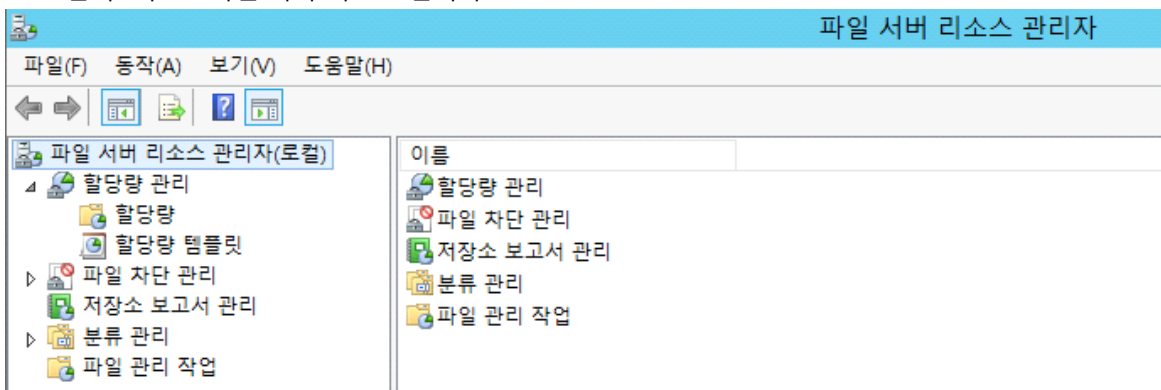 파일 서버 리소스 관리자
파일(F) 동작(A) 보기(V) 도움말(H)
파일 서버 리소스 관리자(로컬)
할당량 관리
할당량
할당량 템플릿
파일 차단 관리
저장소 보고서 관리
분류 관리
파일 관리 작업
이름
할당량 관리
파일 차단 관리
저장소 보고서 관리
분류 관리
파일 관리 작업